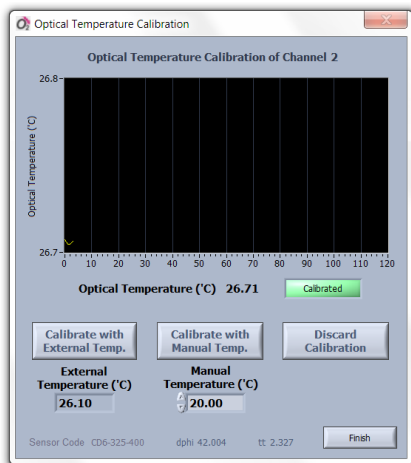 Optical Temperature Calibration
Optical Temperature Calibration of Channel 2
26.8
Optical Temperature (°C)
26.7
0 10 20 30 40 50 60 70 80 90 100 110 120
Optical Temperature (°C) 26.71 Calibrated
Calibrate with
External Temp.
Calibrate with
Manual Temp.
Discard
Calibration
External
Temperature (°C)
26.10
Manual
Temperature (°C)
20.00
Sensor Code CD6-325-400 dphi 42.004 tt 2.327 Finish